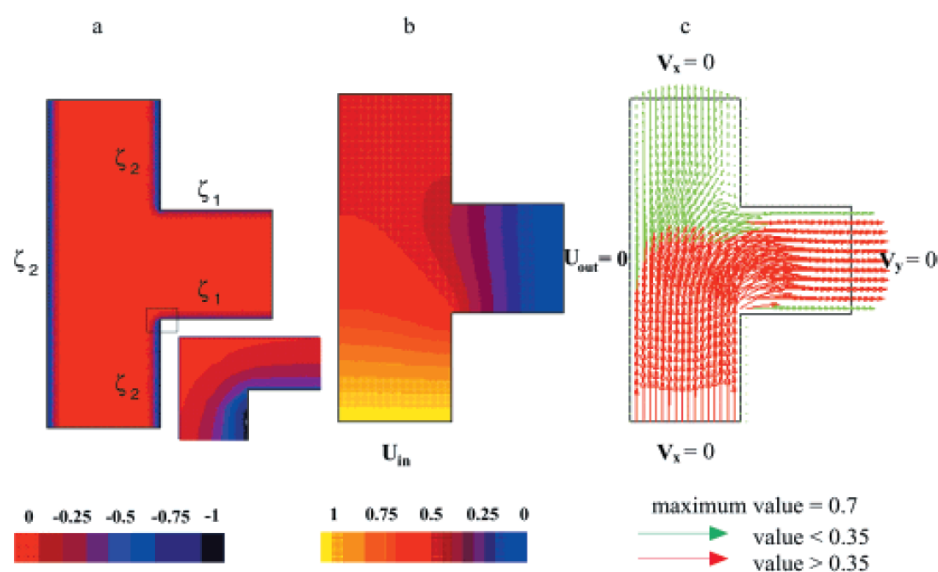 a
b
c
Vx = 0
ζ2
ζ1
ζ2
ζ1
ζ2
Uout = 0
Vy = 0
Uin
Vx = 0
0 -0.25 -0.5 -0.75 -1
1 0.75 0.5 0.25 0
maximum value = 0.7
value < 0.35
value > 0.35